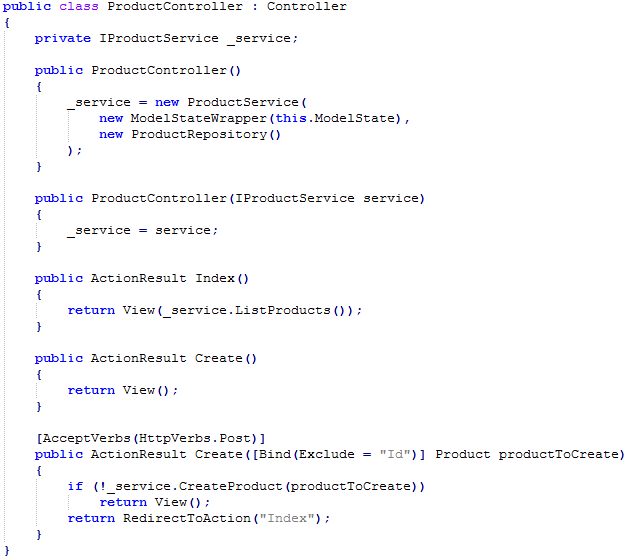 public class ProductController : Controller
{
    private IProductService _service;

    public ProductController()
    {
        _service = new ProductService(
            new ModelStateWrapper(this.ModelState),
            new ProductRepository()
        );
    }

    public ProductController(IProductService service)
    {
        _service = service;
    }

    public ActionResult Index()
    {
        return View(_service.ListProducts());
    }

    public ActionResult Create()
    {
        return View();
    }

    [AcceptVerbs(HttpVerbs.Post)]
    public ActionResult Create([Bind(Exclude = "Id")] Product productToCreate)
    {
        if (!_service.CreateProduct(productToCreate))
            return View();
        return RedirectToAction("Index");
    }
}